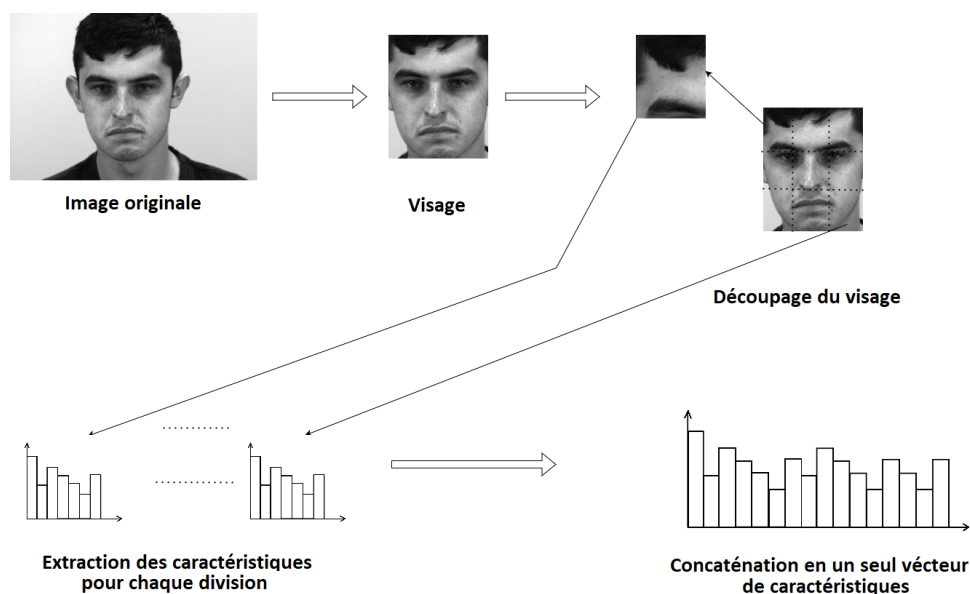 Image originale
Visage
Découpage du visage
Extraction des caractéristiques
pour chaque division
Concaténation en un seul vécteur
de caractéristiques